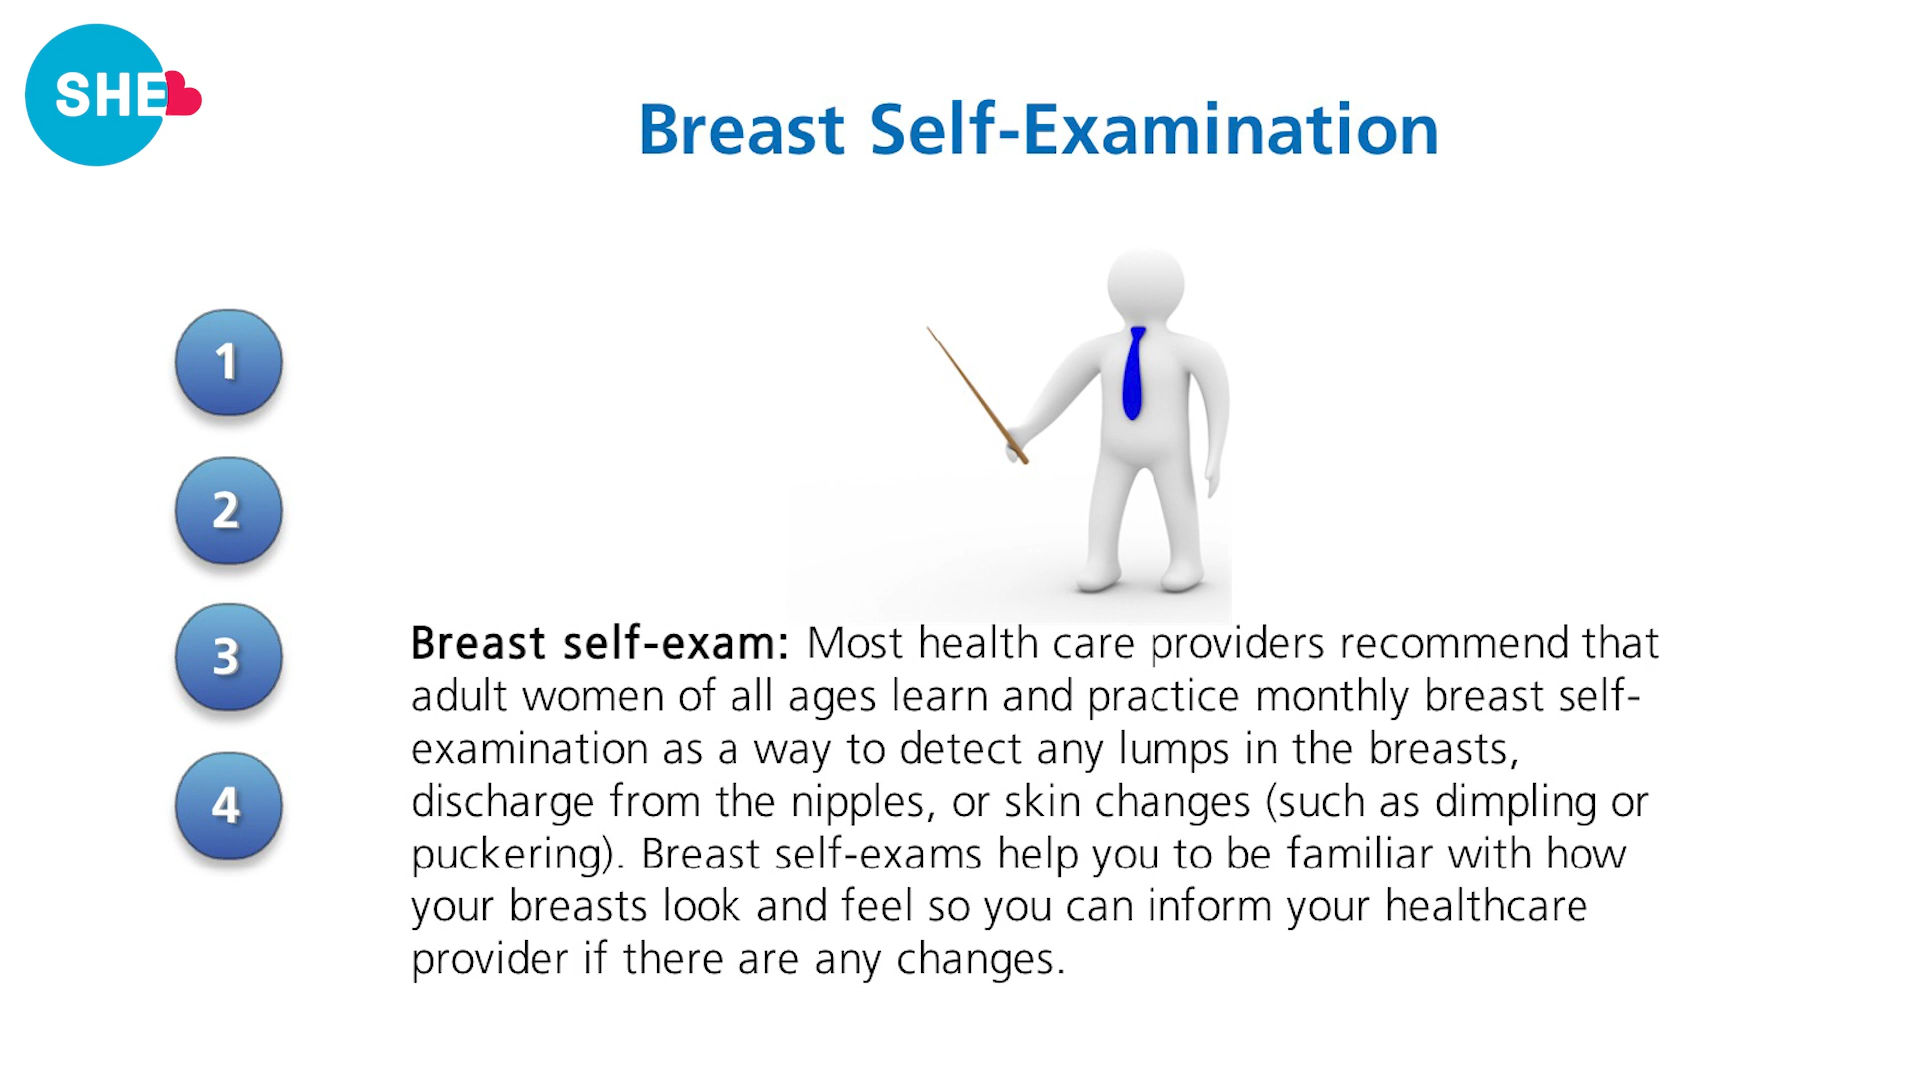 SHE
Breast Self-Examination
1
2
3
4
Breast self-exam: Most health care providers recommend that
adult women of all ages learn and practice monthly breast self-
examination as a way to detect any lumps in the breasts,
discharge from the nipples, or skin changes (such as dimpling or
puckering). Breast self-exams help you to be familiar with how
your breasts look and feel so you can inform your healthcare
provider if there are any changes.